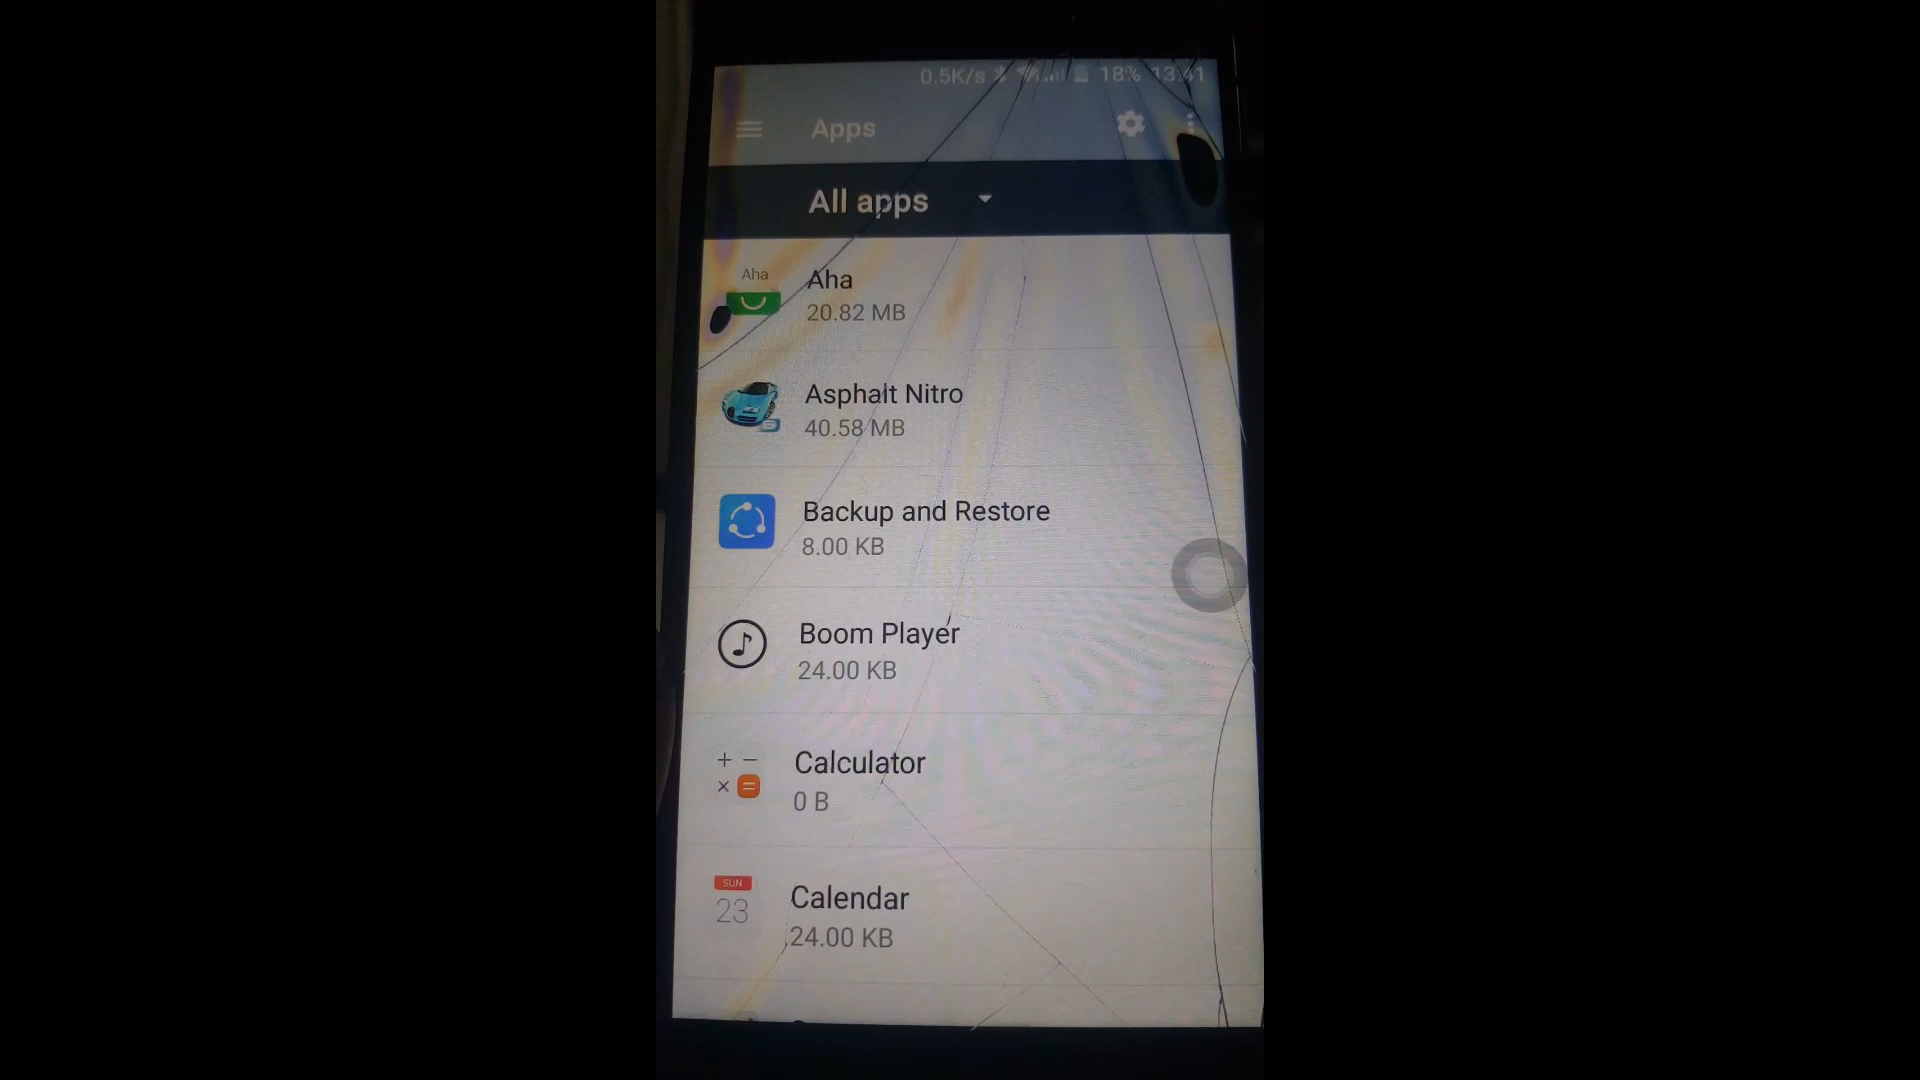 0.5K/s 18% 13:41
Apps
All apps
Aha
Aha
20.82 MB
Asphalt Nitro
40.58 MB
Backup and Restore
8.00 KB
Boom Player
24.00 KB
+ −
× =
Calculator
0 B
SUN
23
Calendar
24.00 KB